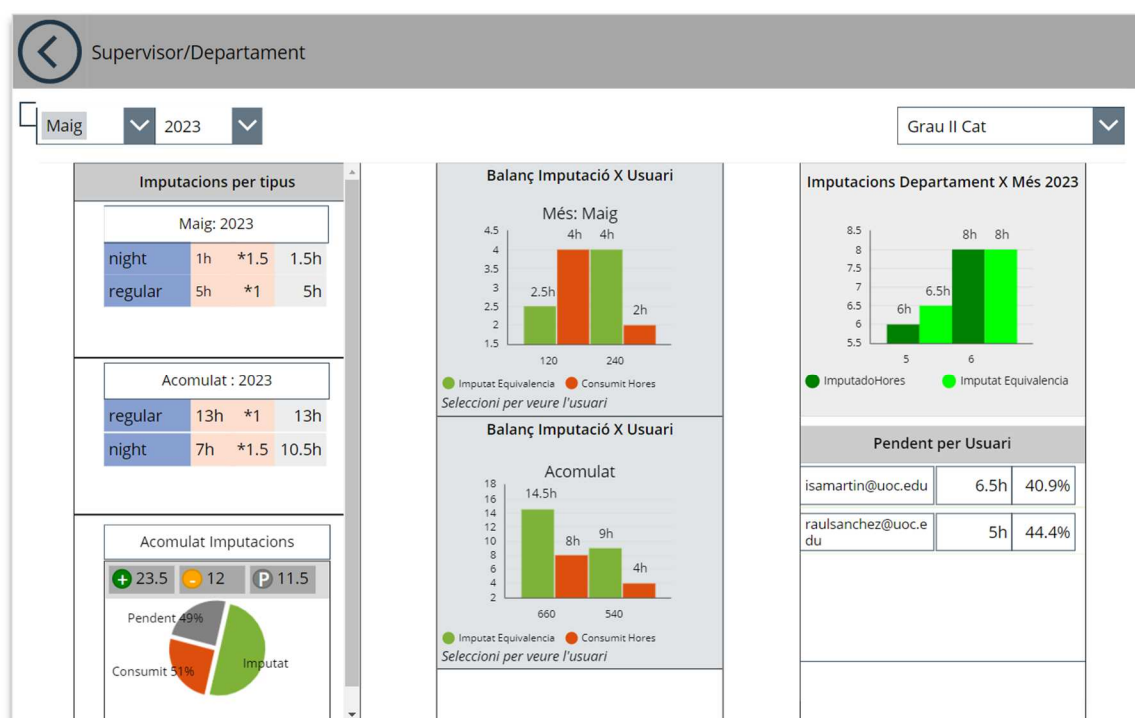 Supervisor/Departament
Maig 2023 Grau II Cat
Imputacions per tipus
Maig: 2023
night 1h *1.5 1.5h
regular 5h *1 5h
Acomulat : 2023
regular 13h *1 13h
night 7h *1.5 10.5h
Acomulat Imputacions
+ 23.5 - 12 P 11.5
Pendent 49%
Consumit 51%
Imputat
Balanç Imputació X Usuari
Més: Maig
4.5
4
3.5
3
2.5
2
1.5
2.5h 4h 4h 2h
120 240
Imputat Equivalencia Consumit Hores
Seleccioni per veure l'usuari
Balanç Imputació X Usuari
Acomulat
18
16
14
12
10
8
6
4
2
14.5h 8h 9h 4h
660 540
Imputat Equivalencia Consumit Hores
Seleccioni per veure l'usuari
Imputacions Departament X Més 2023
8.5
8
7.5
7
6.5
6
5.5
6h 6.5h 8h 8h
5 6
ImputadoHores Imputat Equivalencia
Pendent per Usuari
isamartin@uoc.edu 6.5h 40.9%
raulsanchez@uoc.e
du 5h 44.4%